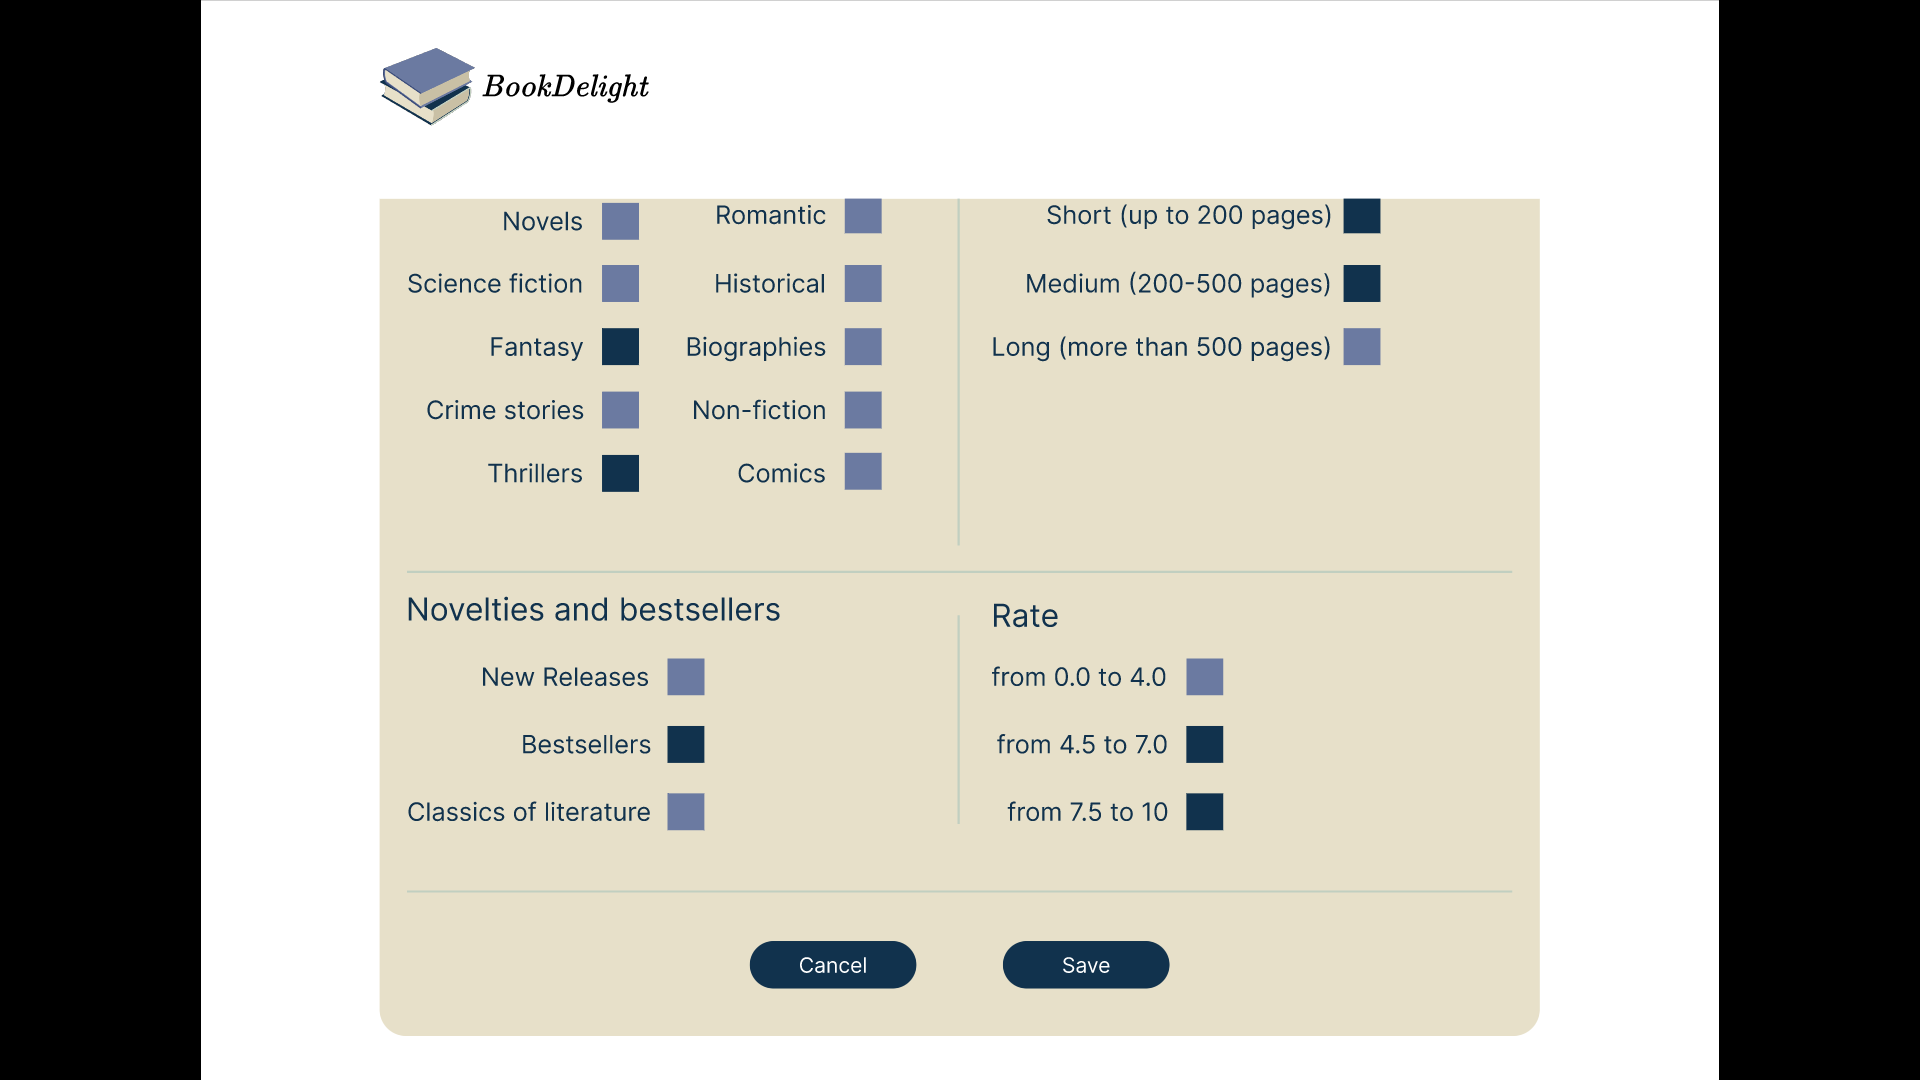 BookDelight
Novels
Romantic
Short (up to 200 pages)
Science fiction
Historical
Medium (200-500 pages)
Fantasy
Biographies
Long (more than 500 pages)
Crime stories
Non-fiction
Thrillers
Comics
Novelties and bestsellers
Rate
New Releases
from 0.0 to 4.0
Bestsellers
from 4.5 to 7.0
Classics of literature
from 7.5 to 10
Cancel
Save